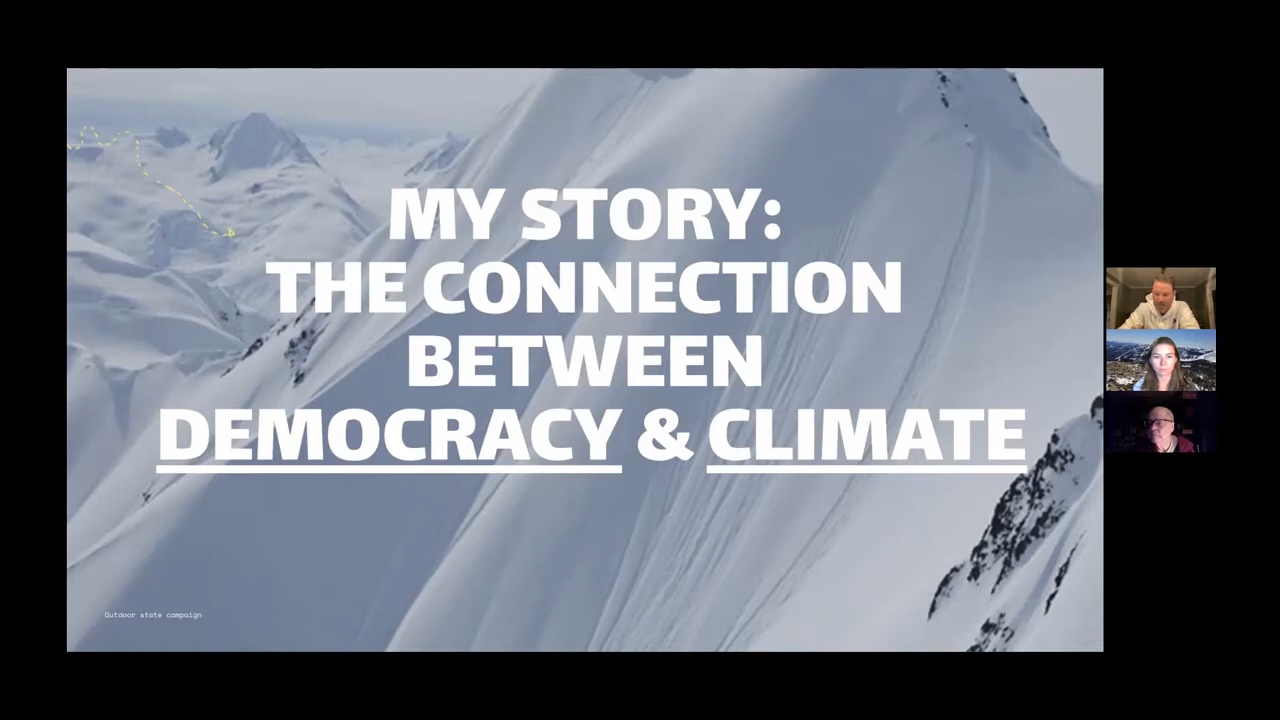 MY STORY:
THE CONNECTION
BETWEEN
DEMOCRACY & CLIMATE
Outdoor state campaign